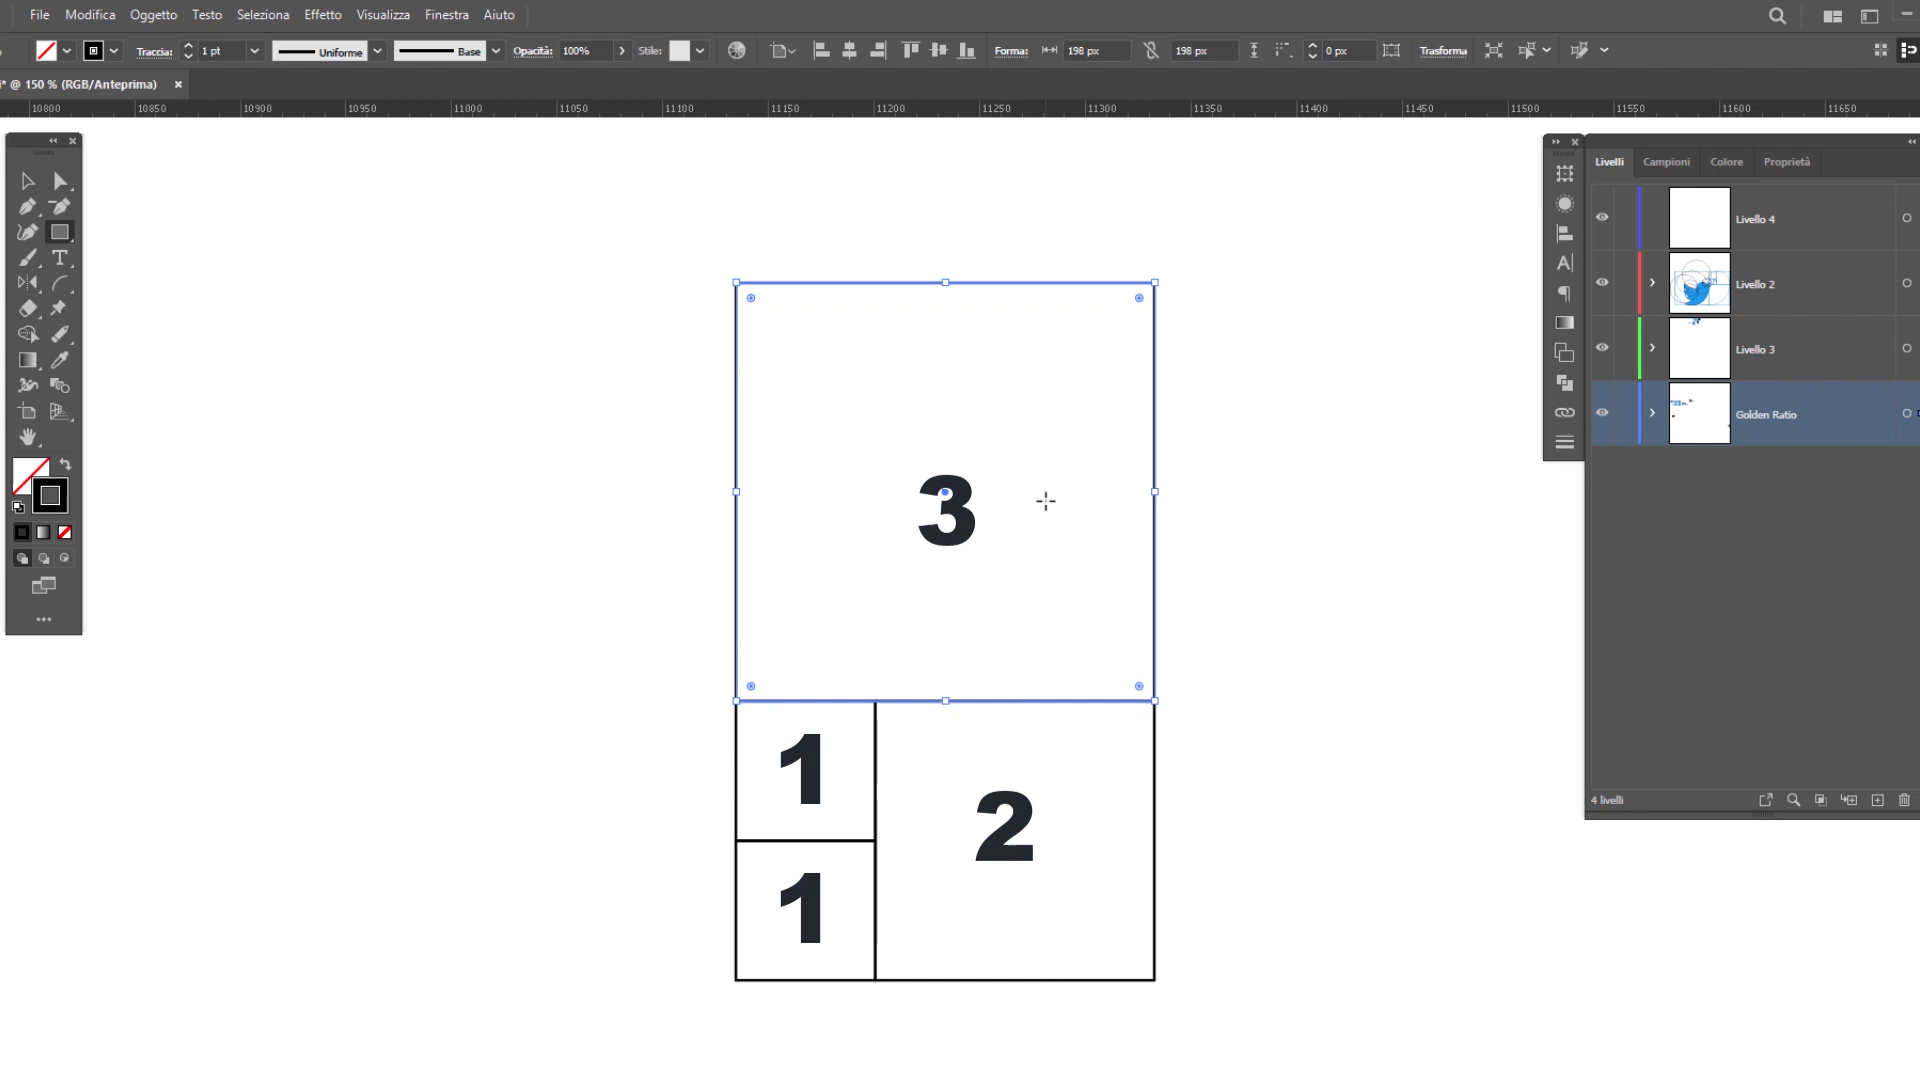 File Modifica Oggetto Testo Seleziona Effetto Visualizza Finestra Aiuto
Traccia: 1 pt Uniforme Base Opacità: 100% Stile: Forma: 198 px 198 px 0 px Trasforma
i* @ 150 % (RGB/Anteprima)
10800 10850 10900 10950 11000 11050 11100 11150 11200 11250 11300 11350 11400 11450 11500 11550 11600 11650
Livelli Campioni Colore Proprietà
Livello 4
Livello 2
Livello 3
Golden Ratio
3
1
2
1
4 livelli